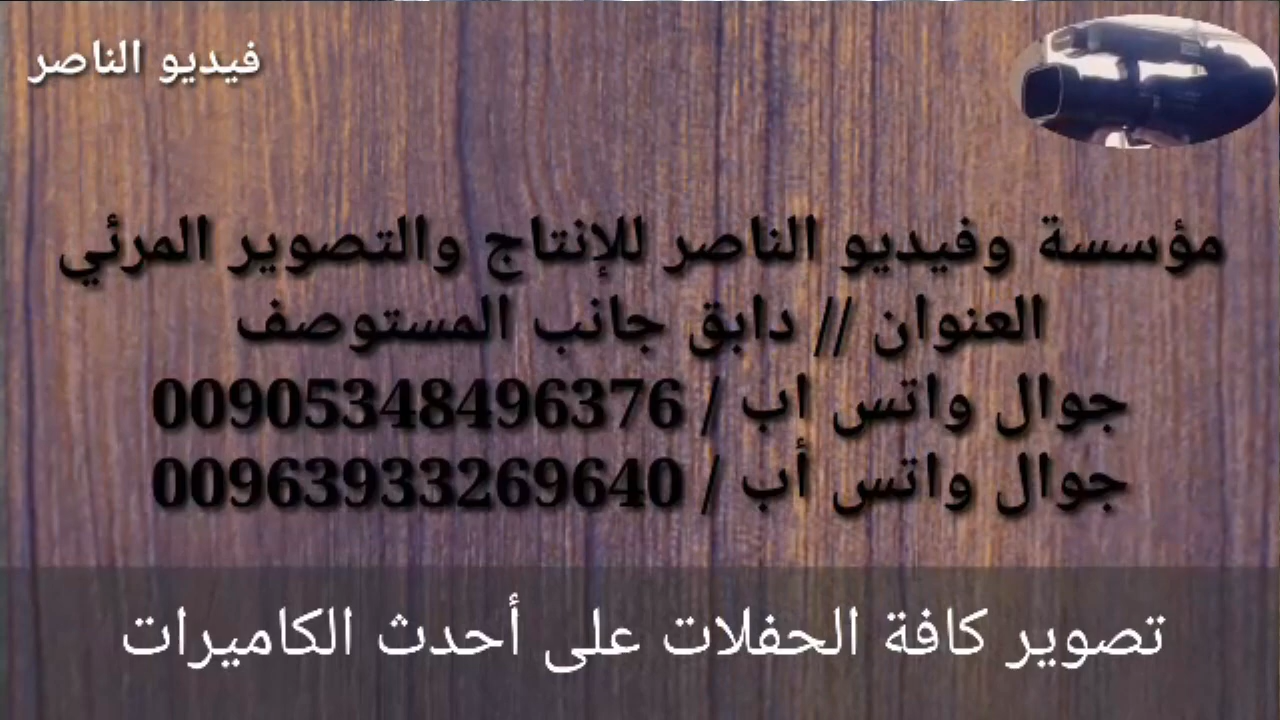 فيديو الناصر
مؤسسة وفيديو الناصر للإنتاج والتصوير المرئي
العنوان // دابق جانب المستوصف
جوال واتس اب / 00905348496376
جوال واتس أب / 00963933269640
تصوير كافة الحفلات على أحدث الكاميرات